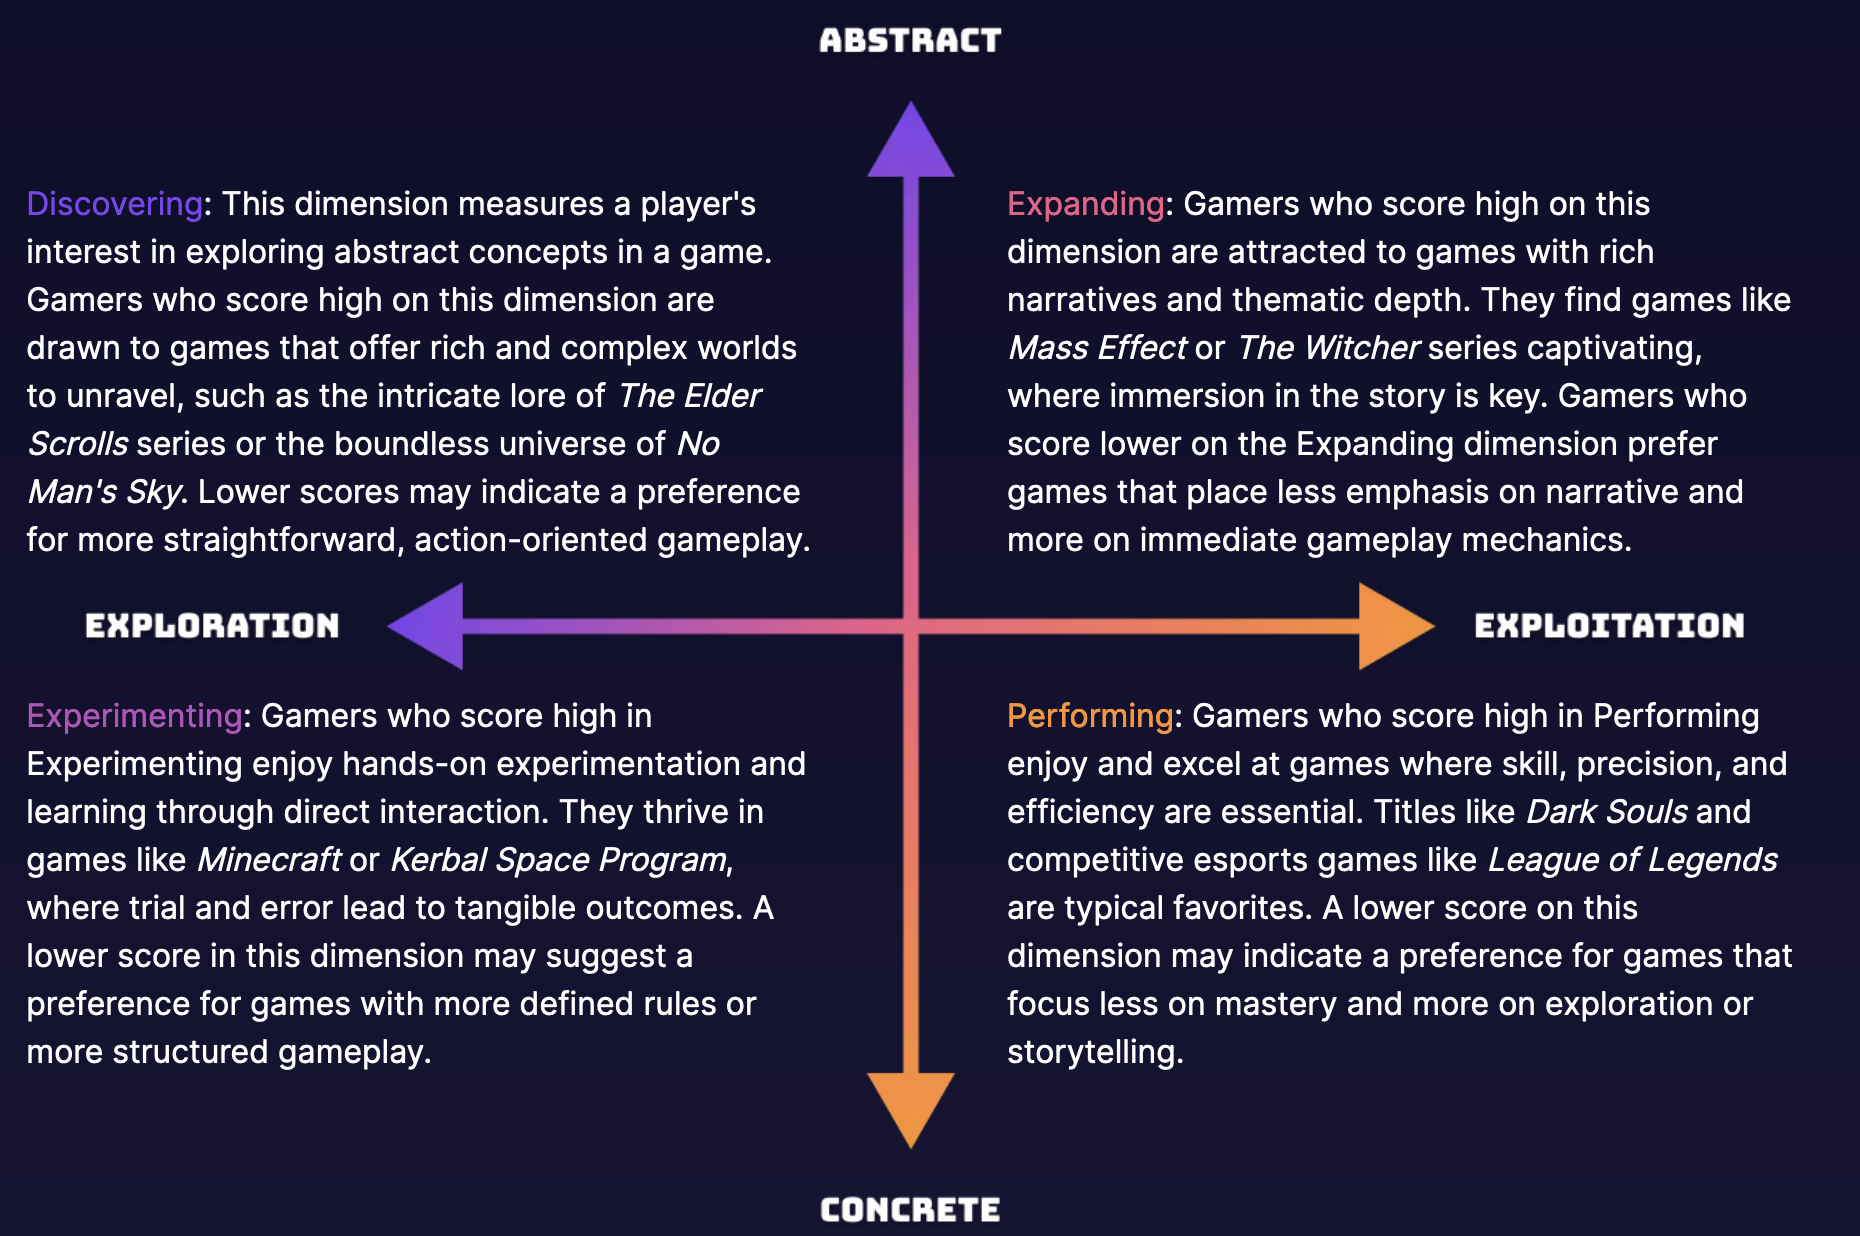 ABSTRACT
Discovering: This dimension measures a player's
interest in exploring abstract concepts in a game.
Gamers who score high on this dimension are
drawn to games that offer rich and complex worlds
to unravel, such as the intricate lore of The Elder
Scrolls series or the boundless universe of No
Man's Sky. Lower scores may indicate a preference
for more straightforward, action-oriented gameplay.
Expanding: Gamers who score high on this
dimension are attracted to games with rich
narratives and thematic depth. They find games like
Mass Effect or The Witcher series captivating,
where immersion in the story is key. Gamers who
score lower on the Expanding dimension prefer
games that place less emphasis on narrative and
more on immediate gameplay mechanics.
EXPLORATION
EXPLOITATION
Experimenting: Gamers who score high in
Experimenting enjoy hands-on experimentation and
learning through direct interaction. They thrive in
games like Minecraft or Kerbal Space Program,
where trial and error lead to tangible outcomes. A
lower score in this dimension may suggest a
preference for games with more defined rules or
more structured gameplay.
Performing: Gamers who score high in Performing
enjoy and excel at games where skill, precision, and
efficiency are essential. Titles like Dark Souls and
competitive esports games like League of Legends
are typical favorites. A lower score on this
dimension may indicate a preference for games that
focus less on mastery and more on exploration or
storytelling.
CONCRETE